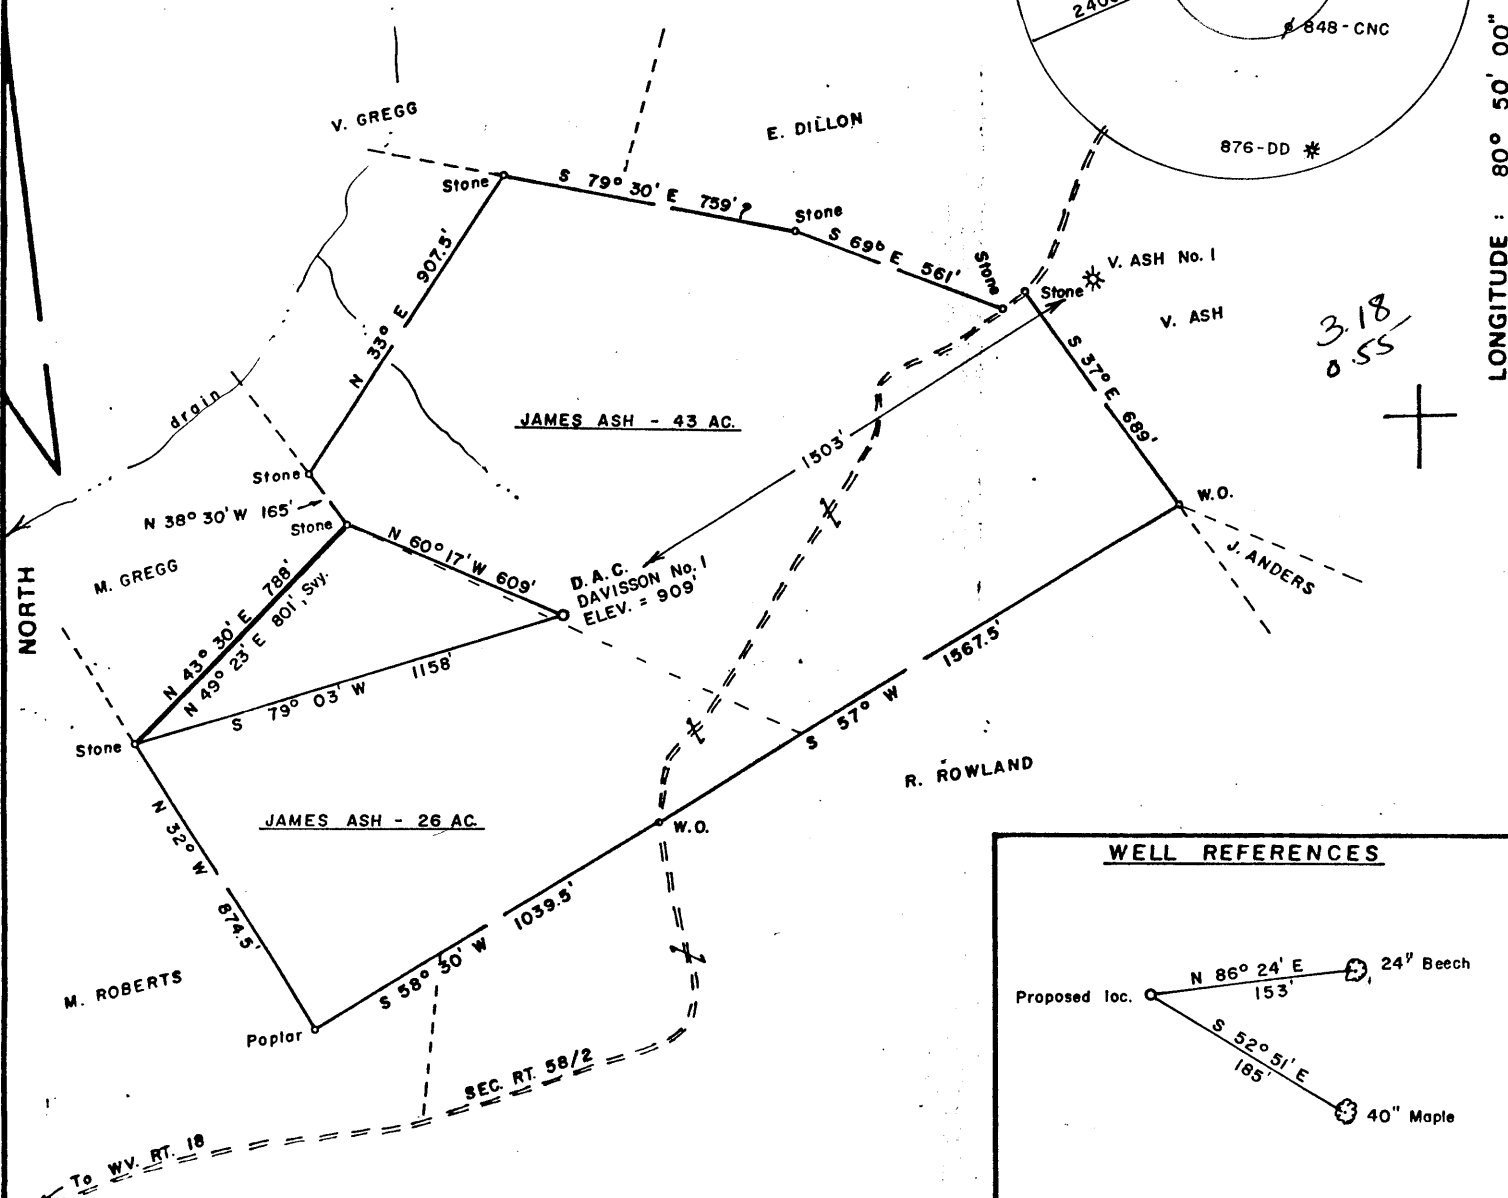 848-CNC
876-DD
LONGITUDE : 80° 50' 00"
V. GREGG
E. DILLON
Stone
S 79° 30' E 759'
Stone
S 69° E 561'
Stone
Stone
V. ASH No. 1
V. ASH
3.18
0.55
N 33° E 907.5'
drain
JAMES ASH - 43 AC.
1503'
S 37° E 689'
Stone
N 38° 30' W 165'
Stone
W.O.
J. ANDERS
M. GREGG
N 60° 17' W 609'
D.A.C.
DAVISSON No. 1
ELEV. = 909'
NORTH
N 43° 30' E 788'
N 49° 23' E 801', Svy.
S 79° 03' W 1158'
S 57° W 1567.5'
Stone
R. ROWLAND
N 32° W 874.5'
JAMES ASH - 26 AC.
W.O.
S 58° 30' W 1039.5'
M. ROBERTS
Poplar
SEC. RT. 58/2
To WV. RT. 18
WELL REFERENCES
N 86° 24' E
153'
24" Beech
Proposed loc.
S 52° 51' E
185'
40" Maple